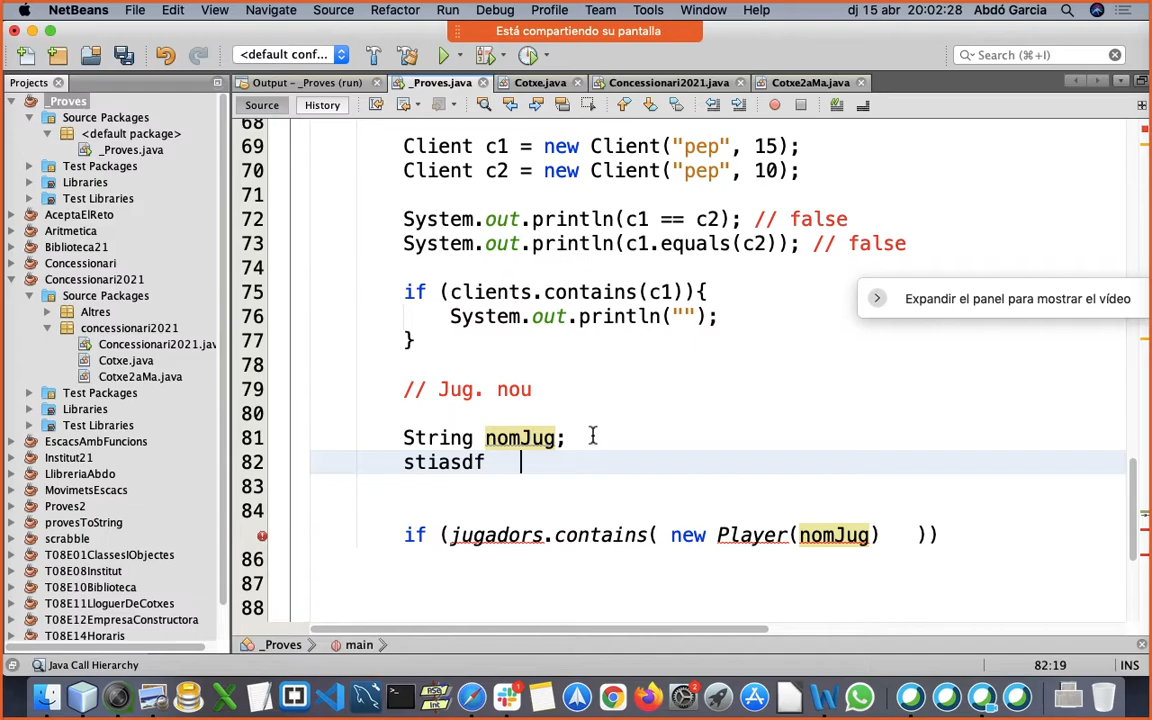 NetBeans File Edit View Navigate Source Refactor Run Debug Profile Team Tools Window Help dj 15 abr 20:02:28 Abdó Garcia
Está compartiendo su pantalla
<default conf... Search (⌘+I)
Projects Output – _Proves (run) _Proves.java Cotxe.java Concessionari2021.java Cotxe2aMa.java
Source History
_Proves
Source Packages
<default package>
_Proves.java
Test Packages
Libraries
Test Libraries
AceptaElReto
Aritmetica
Biblioteca21
Concessionari
Concessionari2021
Source Packages
Altres
concessionari2021
Concessionari2021.jav
Cotxe.java
Cotxe2aMa.java
Test Packages
Libraries
Test Libraries
EscacsAmbFuncions
Institut21
LlibreriaAbdo
MovimetsEscacs
Proves2
provesToString
scrabble
T08E01ClassesIObjectes
T08E08Institut
T08E10Biblioteca
T08E11LloguerDeCotxes
T08E12EmpresaConstructora
T08E14Horaris
68
69 Client c1 = new Client("pep", 15);
70 Client c2 = new Client("pep", 10);
71
72 System.out.println(c1 == c2); // false
73 System.out.println(c1.equals(c2)); // false
74
75 if (clients.contains(c1)){
76 System.out.println("");
77 }
78
79 // Jug. nou
80
81 String nomJug;
82 stiasdf
83
84
if (jugadors.contains( new Player(nomJug) ))
86
87
88
Expandir el panel para mostrar el vídeo
_Proves main
Java Call Hierarchy 82:19 INS